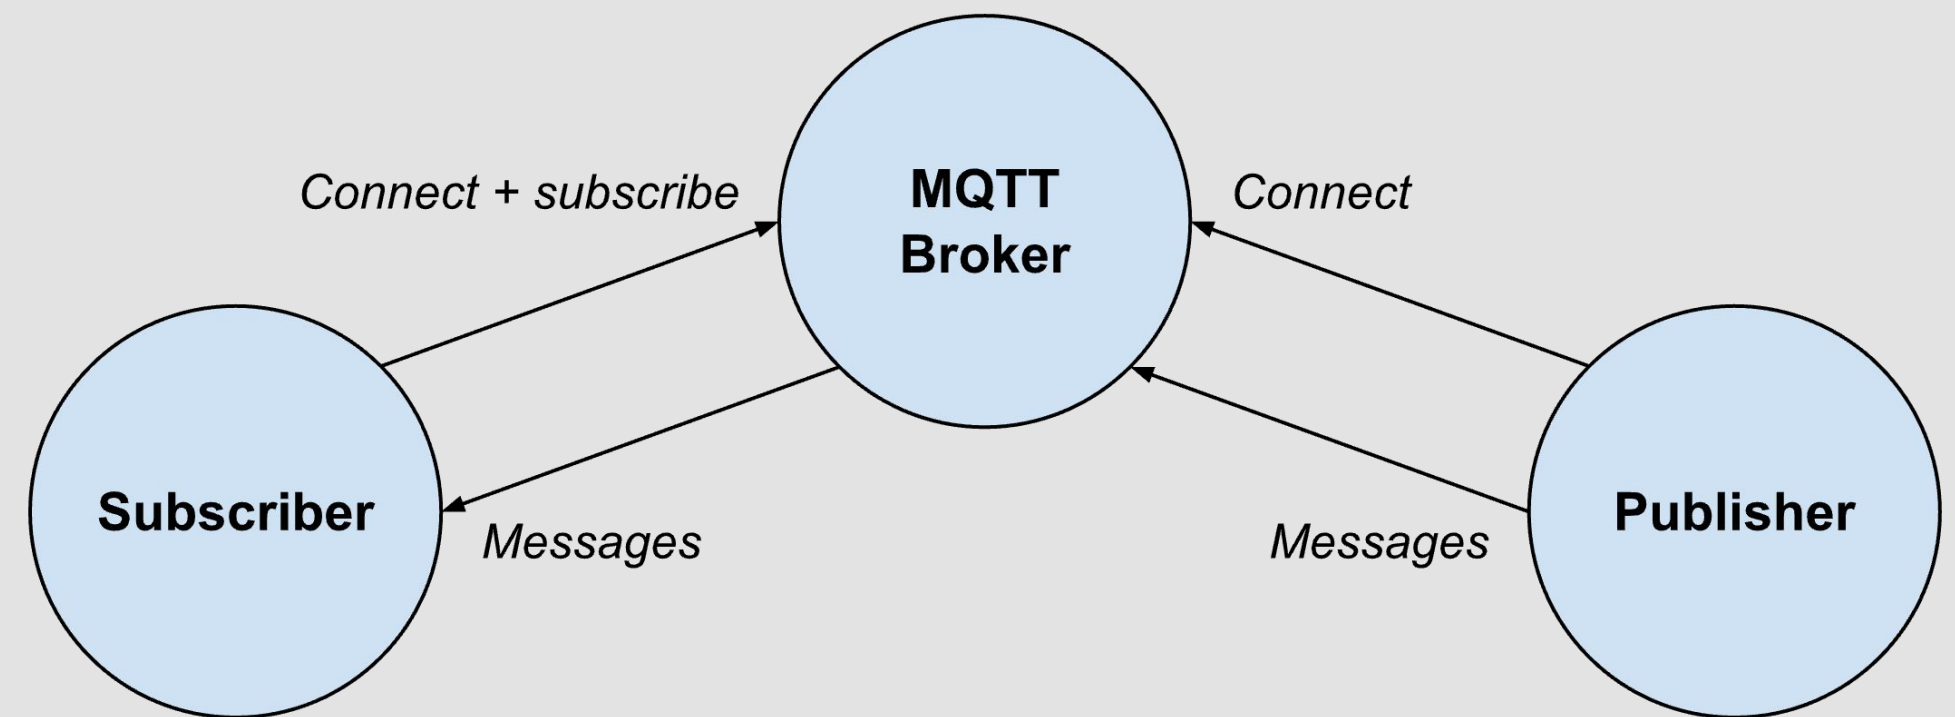 Connect + subscribe
MQTT
Broker
Connect
Subscriber
Messages
Messages
Publisher